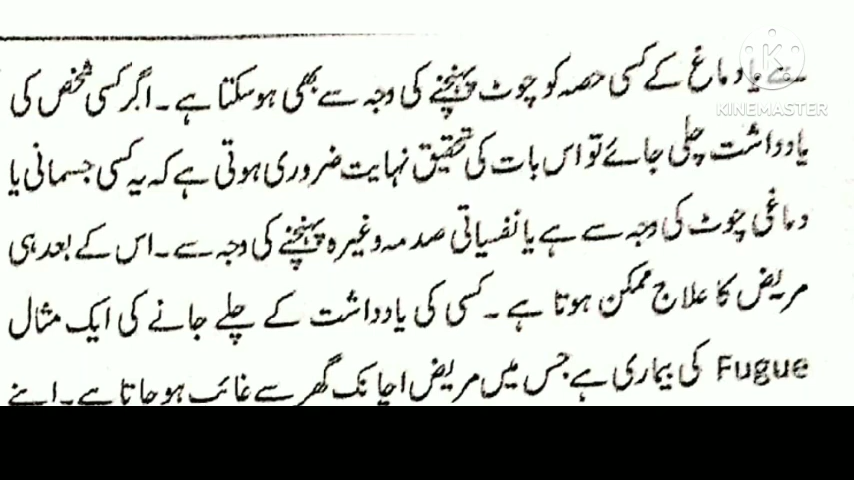 سے یا دماغ کے کسی حصہ کو چوٹ پہنچنے کی وجہ سے بھی ہو سکتا ہے۔ اگر کسی شخص کی
یادداشت چلی جائے تو اس بات کی تحقیق نہایت ضروری ہوتی ہے کہ یہ کسی جسمانی یا
دماغی چوٹ کی وجہ سے ہے یا نفسیاتی صدمہ وغیرہ پہنچنے کی وجہ سے۔ اس کے بعد ہی
مریض کا علاج ممکن ہوتا ہے۔ کسی کی یادداشت کے چلے جانے کی ایک مثال
Fugue کی بیماری ہے جس میں مریض اچانک گھر سے غائب ہو جاتا ہے۔ اپنے
KINEMASTER